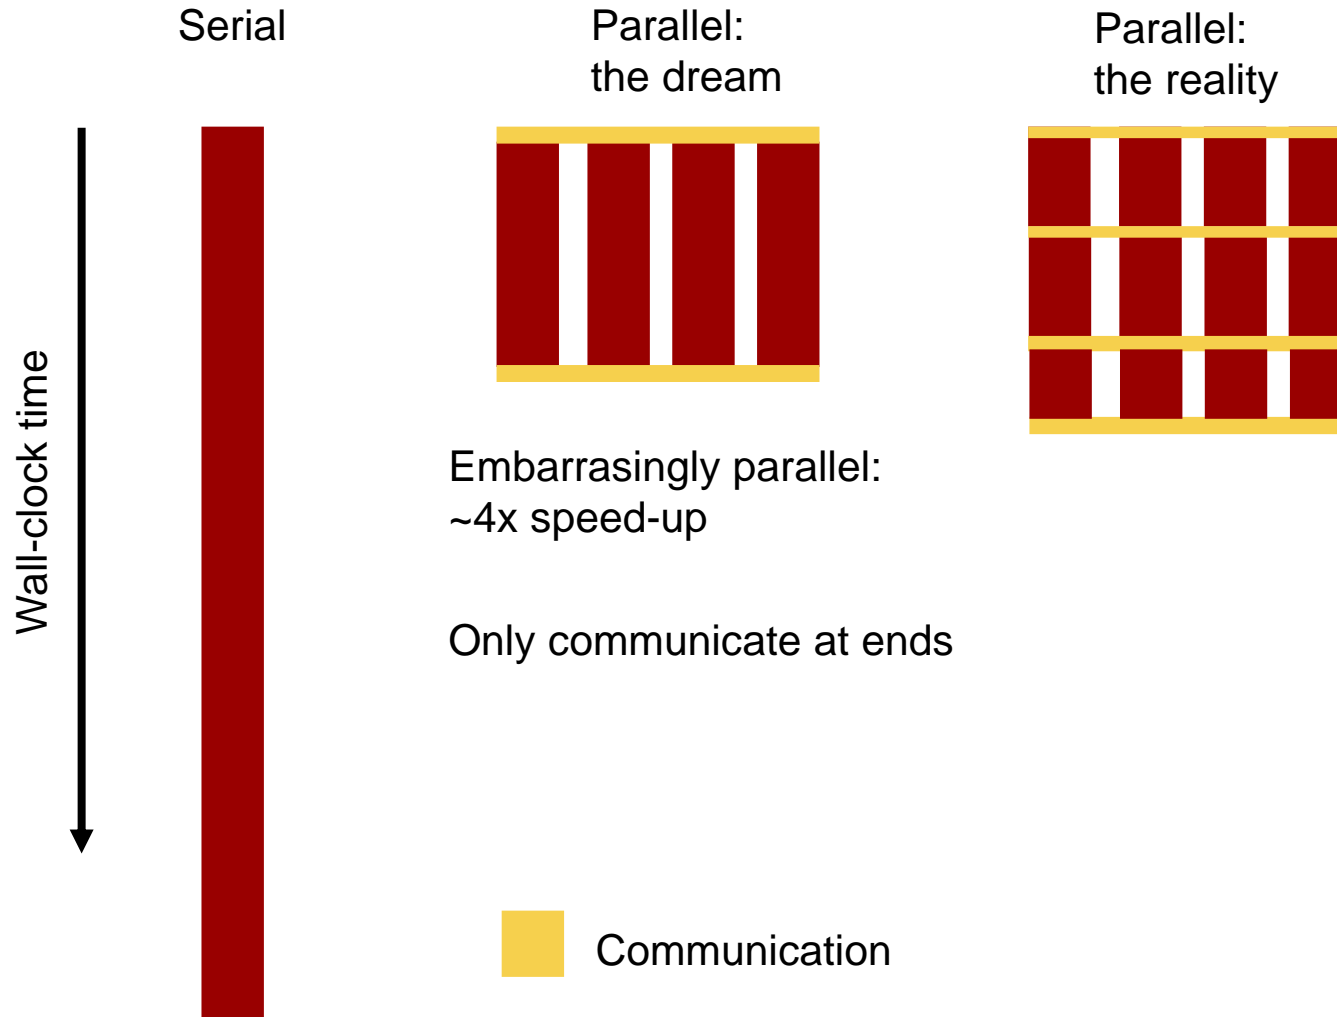 Serial
Parallel:
the dream
Parallel:
the reality
Wall-clock time
Embarrasingly parallel:
~4x speed-up
Only communicate at ends
Communication